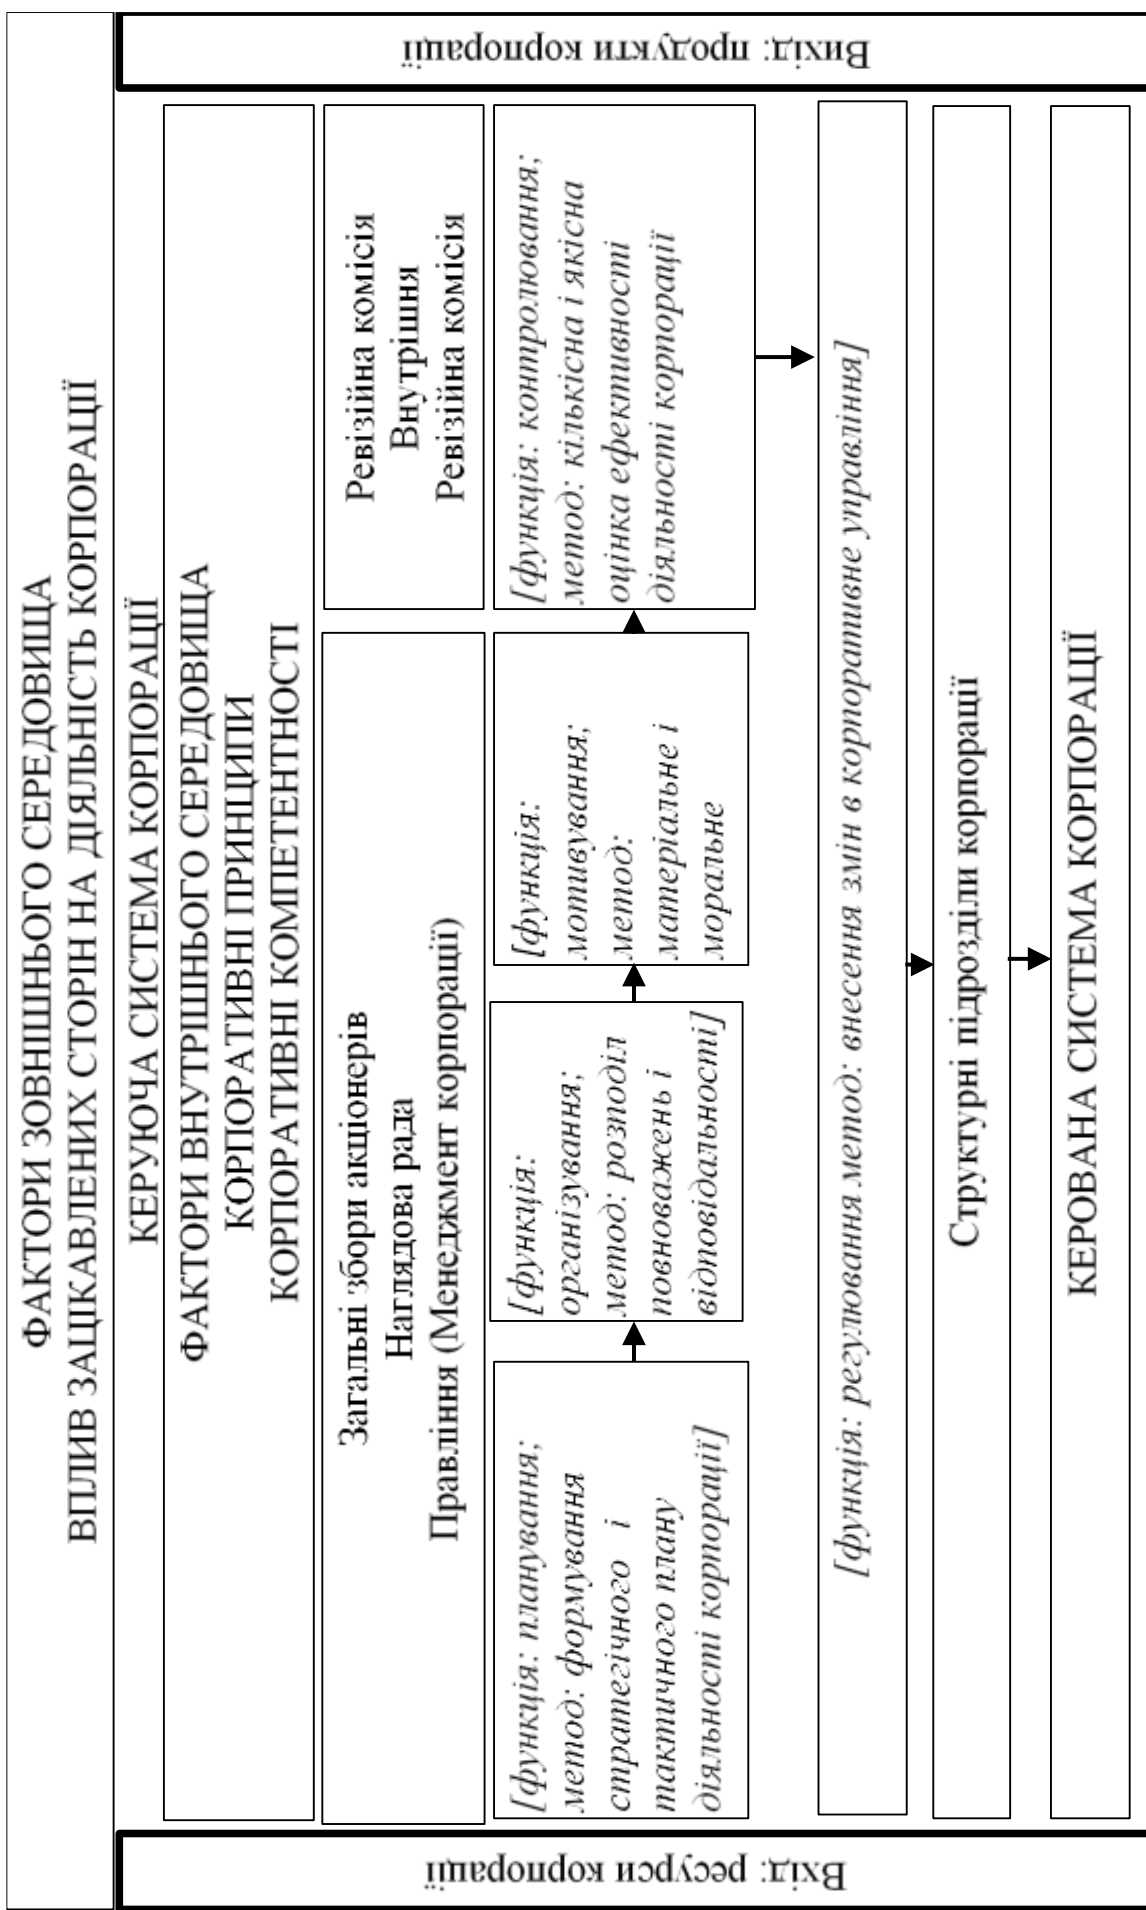 ФАКТОРИ ЗОВНІШНЬОГО СЕРЕДОВИЩА
ВПЛИВ ЗАЦІКАВЛЕНИХ СТОРІН НА ДІЯЛЬНІСТЬ КОРПОРАЦІЇ
Вхід: ресурси корпорації
КЕРУЮЧА СИСТЕМА КОРПОРАЦІЇ
ФАКТОРИ ВНУТРІШНЬОГО СЕРЕДОВИЩА
КОРПОРАТИВНІ ПРИНЦИПИ
КОРПОРАТИВНІ КОМПЕТЕНТНОСТІ
Загальні збори акціонерів
Наглядова рада
Правління (Менеджмент корпорації)
Ревізійна комісія
Внутрішня
Ревізійна комісія
[функція: планування;
метод: формування
стратегічного і
тактичного плану
діяльності корпорації]
[функція:
організування;
метод: розподіл
повноважень і
відповідальності]
[функція:
мотивування;
метод:
матеріальне і
моральне
[функція: контролювання;
метод: кількісна і якісна
оцінка ефективності
діяльності корпорації
[функція: регулювання метод: внесення змін в корпоративне управління]
Структурні підрозділи корпорації
КЕРОВАНА СИСТЕМА КОРПОРАЦІЇ
Вихід: продукти корпорації